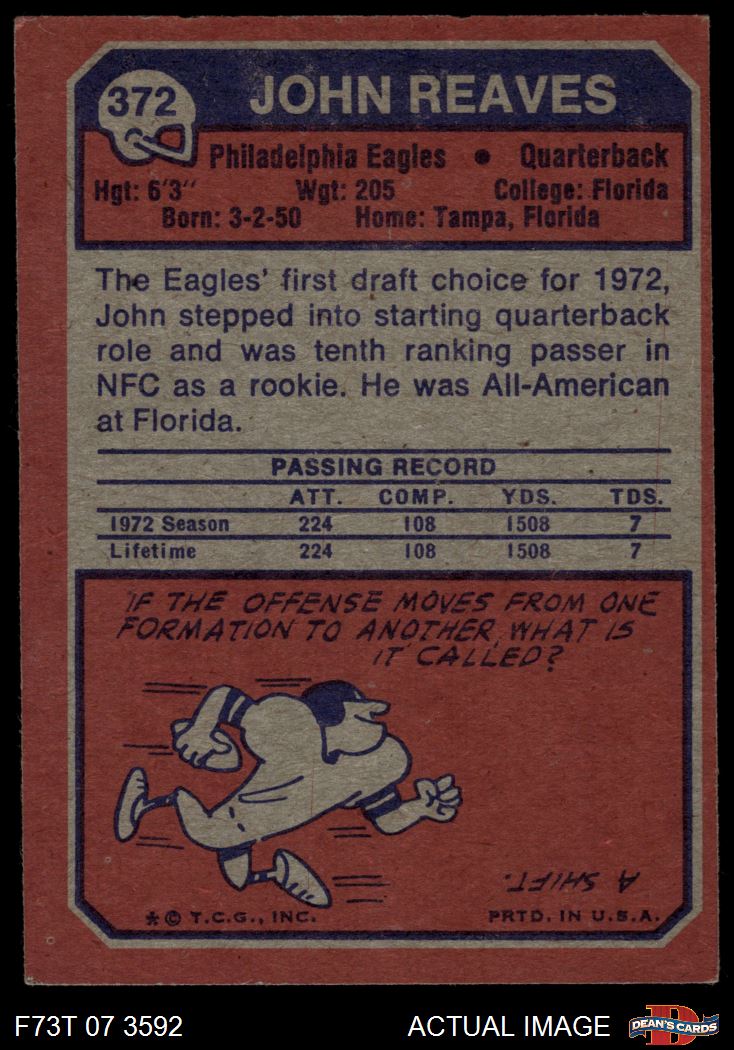 372
JOHN REAVES
Philadelphia Eagles • Quarterback
Hgt: 6'3" Wgt: 205 College: Florida
Born: 3-2-50 Home: Tampa, Florida
The Eagles' first draft choice for 1972,
John stepped into starting quarterback
role and was tenth ranking passer in
NFC as a rookie. He was All-American
at Florida.
PASSING RECORD
ATT. COMP. YDS. TDS.
1972 Season 224 108 1508 7
Lifetime 224 108 1508 7
IF THE OFFENSE MOVES FROM ONE
FORMATION TO ANOTHER, WHAT IS
IT CALLED?
A SHIFT.
* © T.C.G., INC. PRTD. IN U.S.A.
F73T 07 3592 ACTUAL IMAGE
D
DEAN'S CARDS